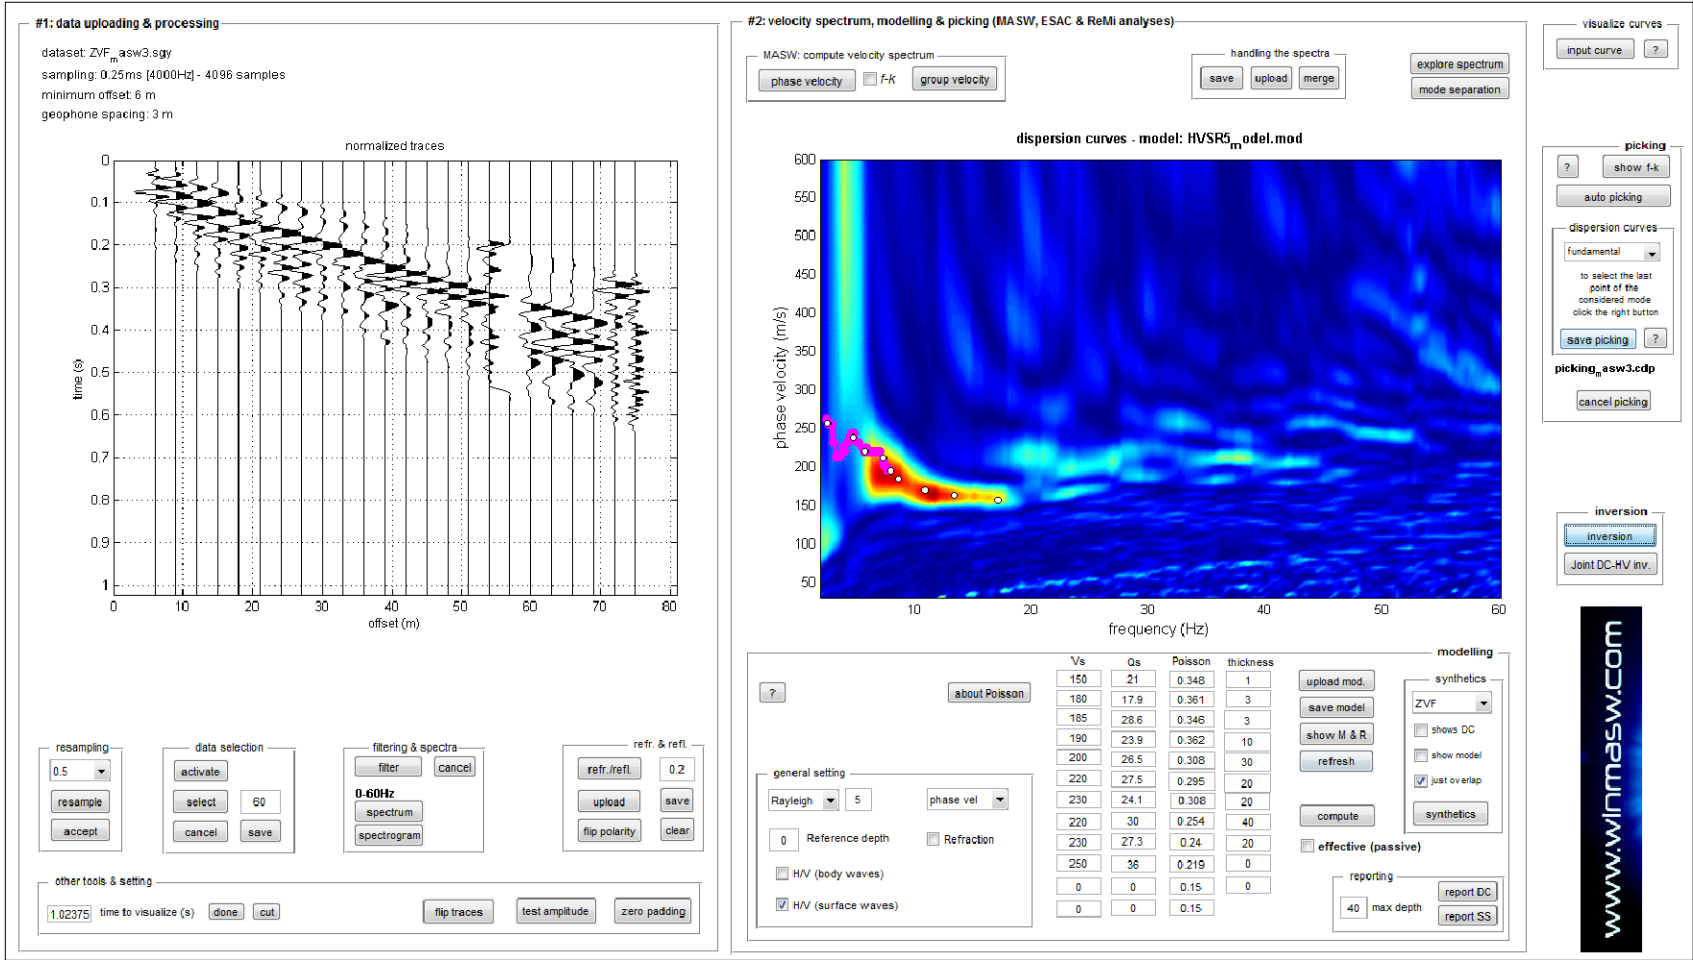 #1: data uploading & processing
dataset: ZVF_masw3.sgy
sampling: 0.25ms [4000Hz] - 4096 samples
minimum offset: 6 m
geophone spacing: 3 m
normalized traces
0
0.1
0.2
0.3
0.4
0.5
0.6
0.7
0.8
0.9
1
time (s)
0 10 20 30 40 50 60 70 80
offset (m)
resampling
0.5
resample
accept
data selection
activate
select 60
cancel save
filtering & spectra
filter cancel
0-60Hz
spectrum
spectrogram
refr. & refl.
refr./refl. 0.2
upload save
flip polarity clear
other tools & setting
1.02375 time to visualize (s) done cut flip traces test amplitude zero padding
#2: velocity spectrum, modelling & picking (MASW, ESAC & ReMi analyses)
MASW: compute velocity spectrum
phase velocity f-k group velocity
handling the spectra
save upload merge
explore spectrum
mode separation
dispersion curves - model: HVSR5_model.mod
600
550
500
450
400
350
300
250
200
150
100
50
phase velocity (m/s)
10 20 30 40 50 60
frequency (Hz)
modelling
? about Poisson
Vs Qs Poisson thickness
150 21 0.348 1
180 17.9 0.361 3
185 28.6 0.346 3
190 23.9 0.362 10
200 26.5 0.308 30
220 27.5 0.295 20
230 24.1 0.308 20
220 30 0.254 40
230 27.3 0.24 20
250 36 0.219 0
0 0 0.15 0
0 0 0.15
general setting
Rayleigh 5 phase vel
0 Reference depth Refraction
H/V (body waves)
H/V (surface waves)
upload mod.
save model
show M & R
refresh
compute
effective (passive)
synthetics
ZVF
shows DC
show model
just overlap
synthetics
reporting
40 max depth report DC
report SS
visualize curves
input curve ?
picking
? show f-k
auto picking
dispersion curves
fundamental
to select the last
point of the
considered mode
click the right button
save picking ?
picking_masw3.cdp
cancel picking
inversion
inversion
Joint DC-HV inv.
www.winmasw.com